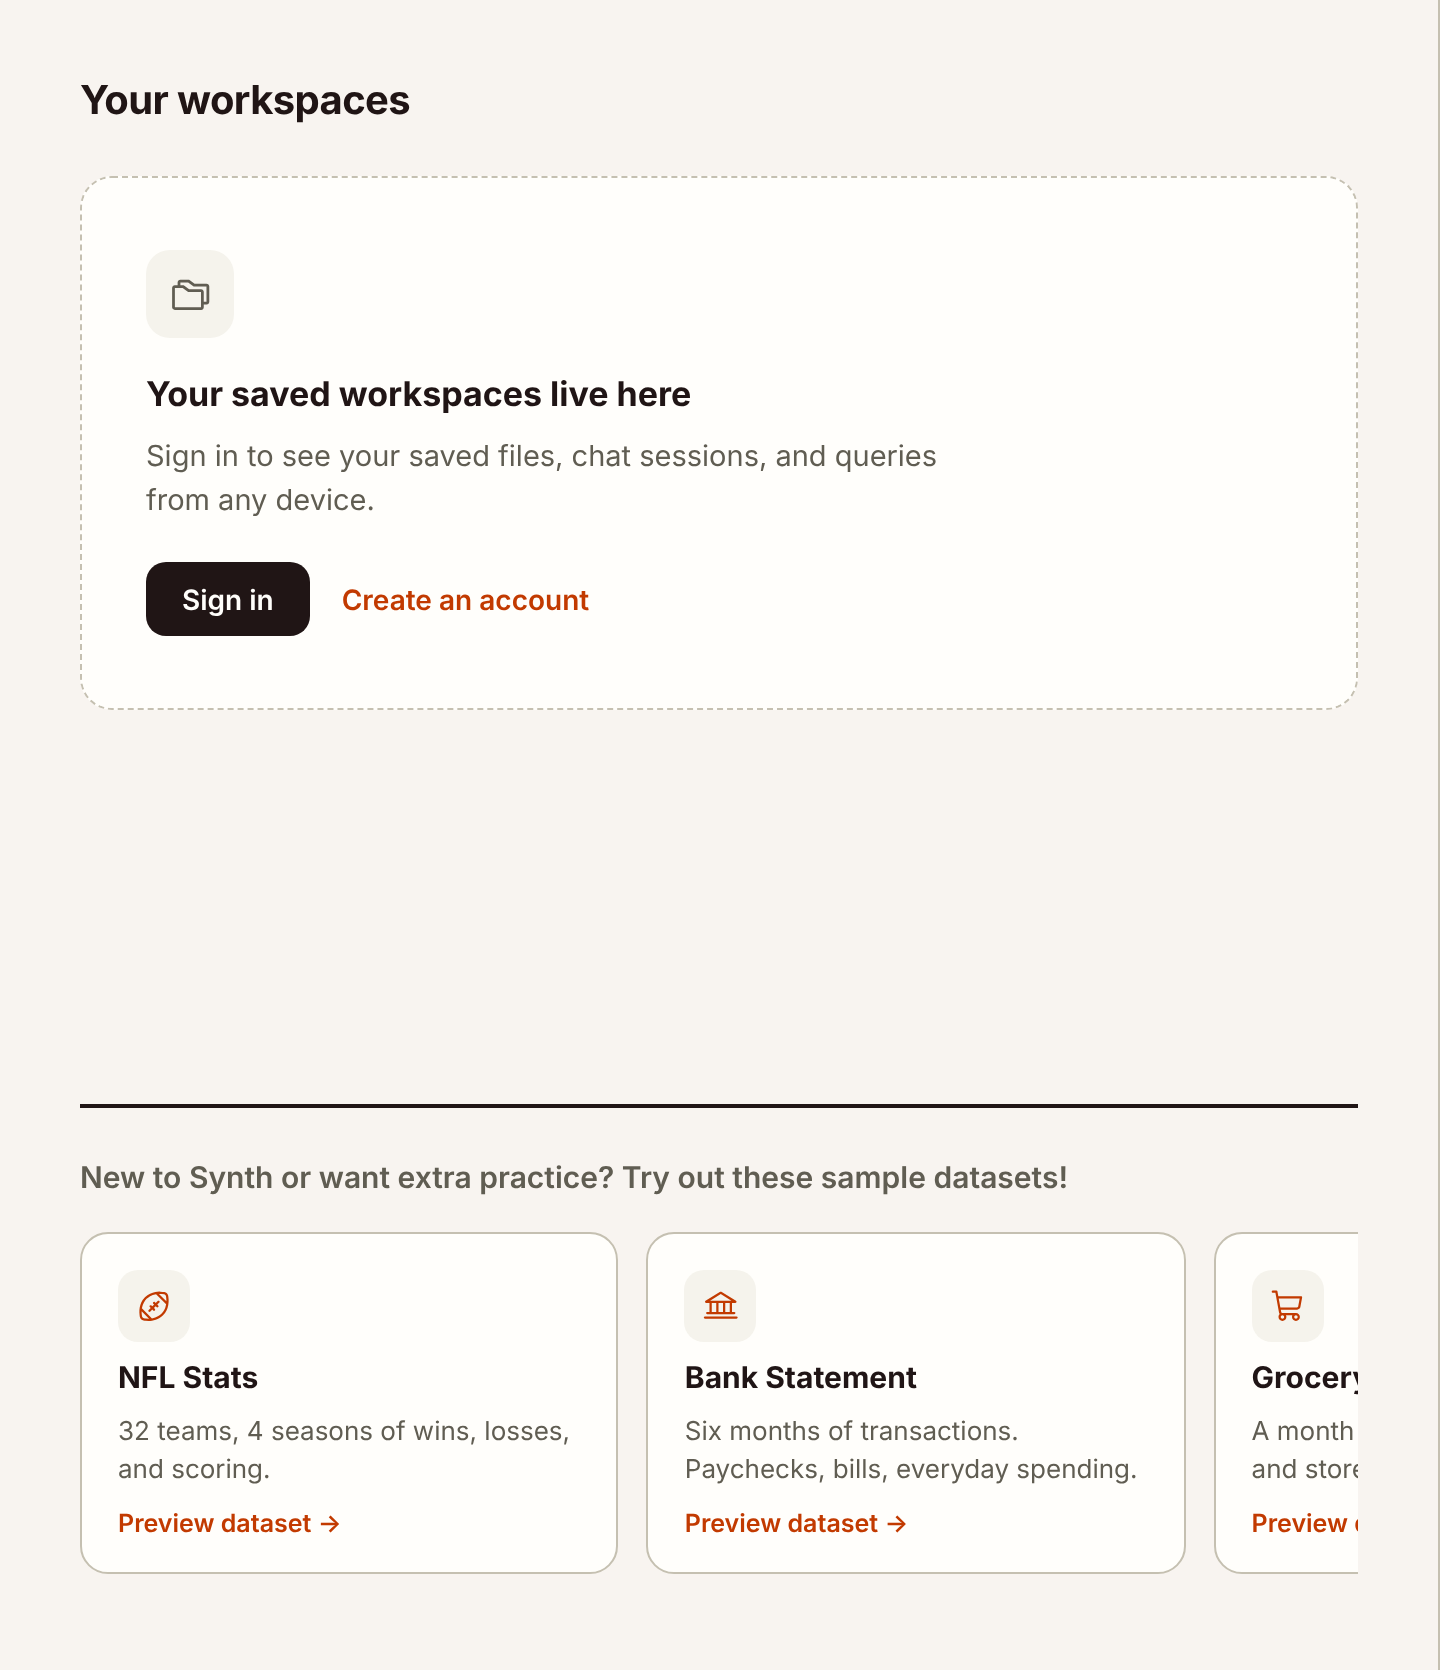 Your workspaces
Your saved workspaces live here
Sign in to see your saved files, chat sessions, and queries
from any device.
Sign in
Create an account
New to Synth or want extra practice? Try out these sample datasets!
NFL Stats
32 teams, 4 seasons of wins, losses,
and scoring.
Preview dataset →
Bank Statement
Six months of transactions.
Paychecks, bills, everyday spending.
Preview dataset →
Grocery
A month
and store
Preview